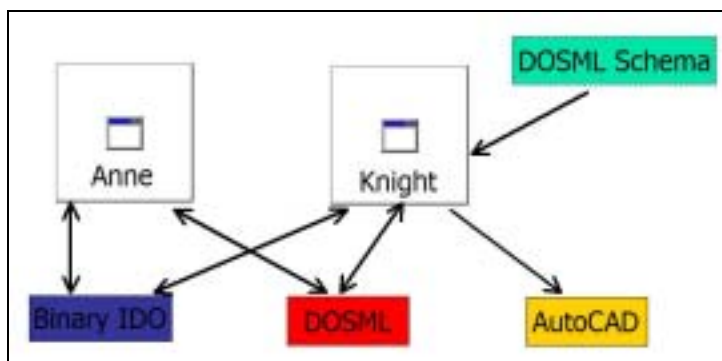 DOSML Schema
Anne
Knight
Binary IDO
DOSML
AutoCAD